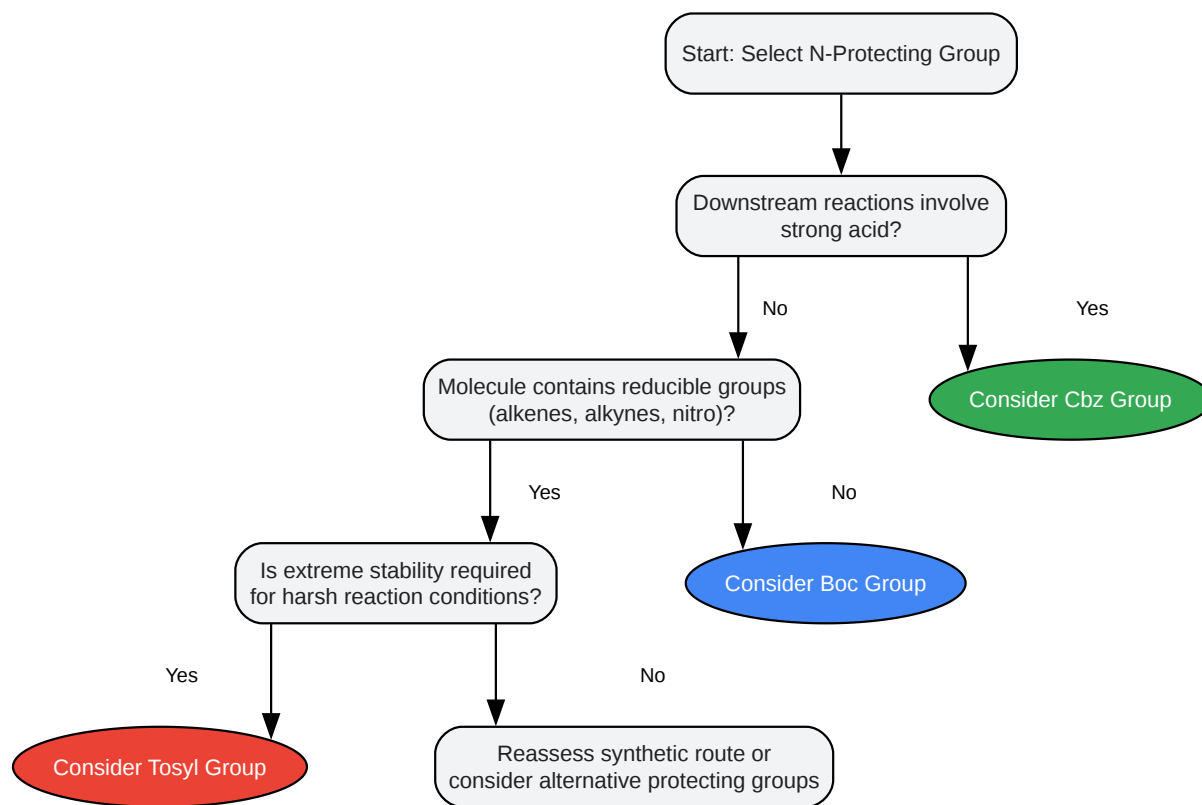 Start: Select N-Protecting Group
Downstream reactions involve
strong acid?
No
Yes
Molecule contains reducible groups
(alkenes, alkynes, nitro)?
Consider Cbz Group
Yes
No
Is extreme stability required
for harsh reaction conditions?
Consider Boc Group
Yes
No
Consider Tosyl Group
Reassess synthetic route or
consider alternative protecting groups